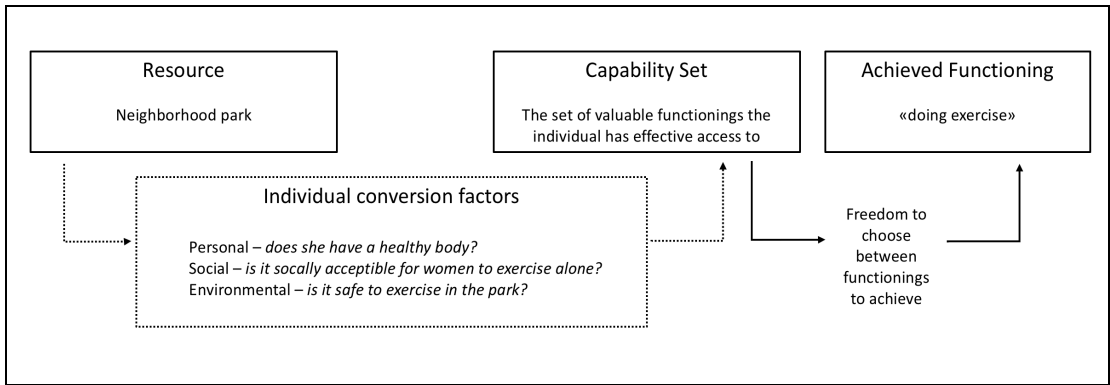 Resource
Neighborhood park
Capability Set
The set of valuable functionings the
individual has effective access to
Achieved Functioning
«doing exercise»
Individual conversion factors
Personal – does she have a healthy body?
Social – is it socally acceptible for women to exercise alone?
Environmental – is it safe to exercise in the park?
Freedom to
choose
between
functionings
to achieve